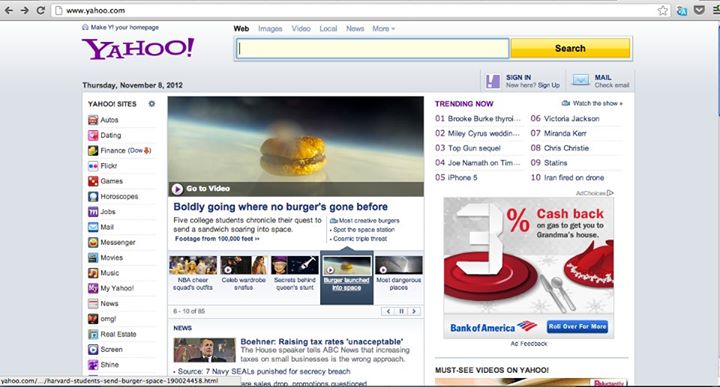 www.yahoo.com
Make Y! your homepage
YAHOO!
Web Images Video Local News More
Search
Thursday, November 8, 2012
SIGN IN
New here? Sign Up
MAIL
Check email
YAHOO! SITES
Autos
Dating
Finance (Dow
Flickr
Games
Horoscopes
Jobs
Mail
Messenger
Movies
Music
My Yahoo!
News
omg!
Real Estate
Screen
Shine
Go to Video
Boldly going where no burger's gone before
Five college students chronicle their quest to
send a sandwich soaring into space.
Footage from 100,000 feet »
Most creative burgers
• Spot the space station
• Cosmic triple threat
NBA cheer
squad's outfits
Celeb wardrobe
snafus
Secrets behind
queen's stunt
Burger launched
into space
Most dangerous
places
6 - 10 of 85
NEWS
Boehner: Raising tax rates 'unacceptable'
The House speaker tells ABC News that increasing
taxes on small businesses is the wrong approach.
• Source: 7 Navy SEALs punished for secrecy breach
are sales drop, promotions questioned
TRENDING NOW
Watch the show »
01 Brooke Burke thyroi...
02 Miley Cyrus wedding...
03 Top Gun sequel
04 Joe Namath on Tim...
05 iPhone 5
06 Victoria Jackson
07 Miranda Kerr
08 Chris Christie
09 Statins
10 Iran fired on drone
AdChoices
3% Cash back
on gas to get you to
Grandma's house.
Bank of America
Roll Over For More
Ad Feedback
MUST-SEE VIDEOS ON YAHOO!
Reluctantly
yahoo.com/.../harvard-students-send-burger-space-190024458.html